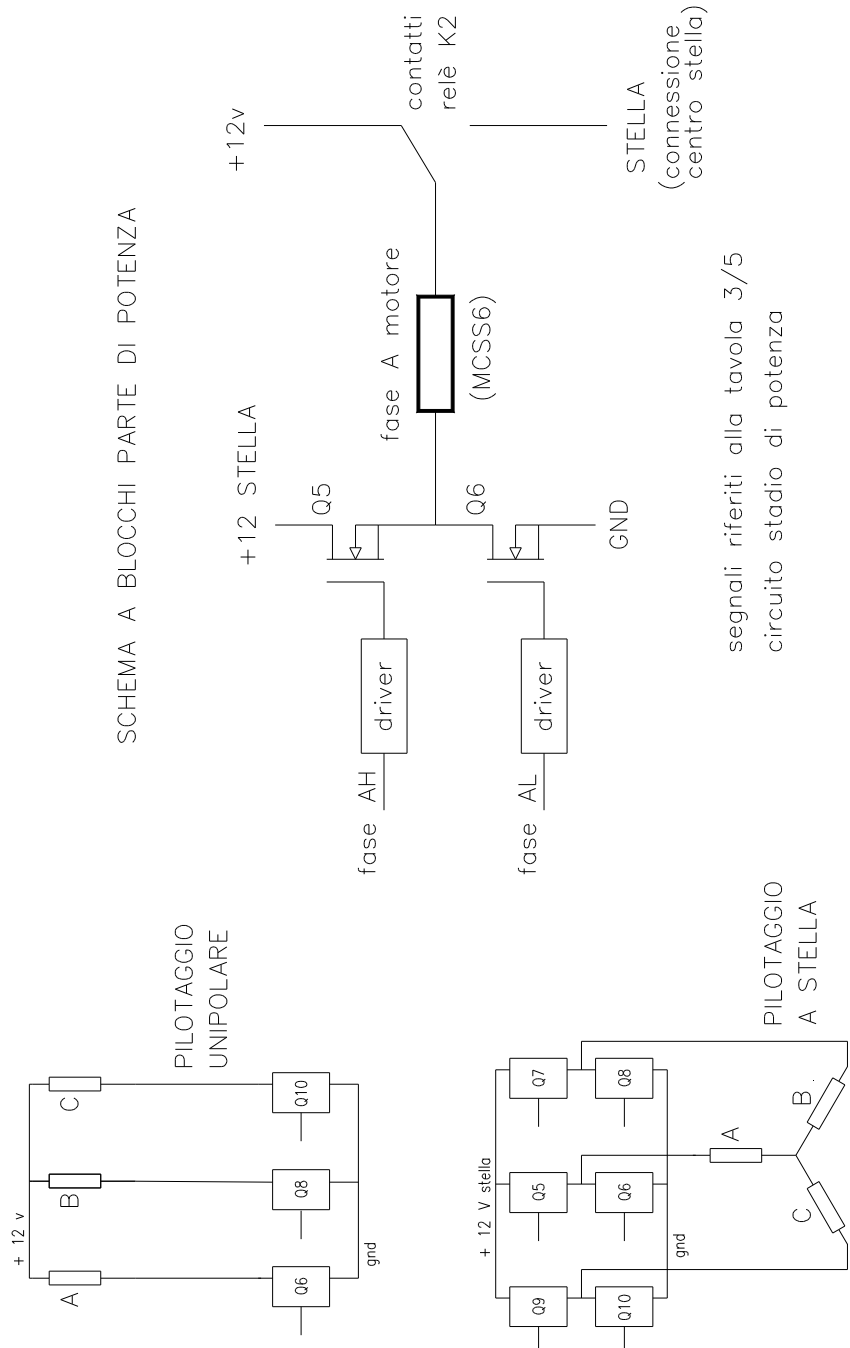 SCHEMA A BLOCCHI PARTE DI POTENZA
+12v
contatti
relè K2
STELLA
(connessione
centro stella)
fase A motore
(MCSS6)
+12 STELLA
Q5
Q6
GND
driver
driver
fase AH
fase AL
segnali riferiti alla tavola 3/5
circuito stadio di potenza
PILOTAGGIO
UNIPOLARE
+ 12 v
A
B
C
Q6
Q8
Q10
gnd
PILOTAGGIO
A STELLA
+ 12 V stella
Q9
Q5
Q7
Q10
Q6
Q8
gnd
A
B
C